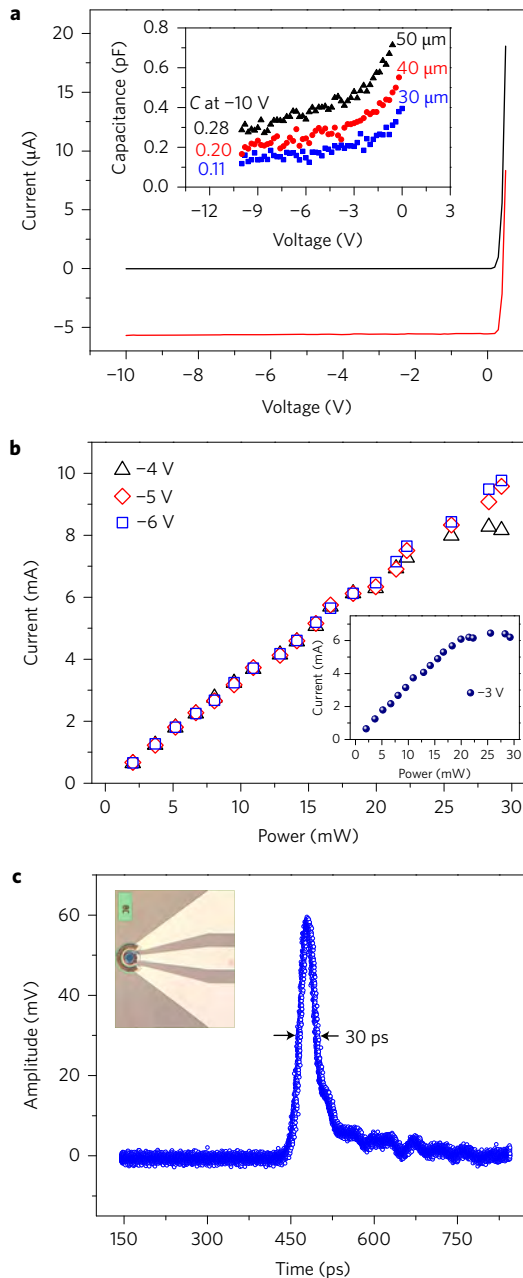 a
20
15
10
5
0
−5
Current (μA)
−10
−8
−6
−4
−2
0
Voltage (V)
0.8
0.6
0.4
0.2
0.0
Capacitance (pF)
50 μm
40 μm
30 μm
C at −10 V
0.28
0.20
0.11
−12
−9
−6
−3
0
3
Voltage (V)
b
−4 V
−5 V
−6 V
10
8
6
4
2
0
Current (mA)
0
5
10
15
20
25
30
Power (mW)
6
4
2
0
Current (mA)
−3 V
0 5 10 15 20 25 30
Power (mW)
c
60
40
20
0
Amplitude (mV)
30 ps
150
300
450
600
750
Time (ps)